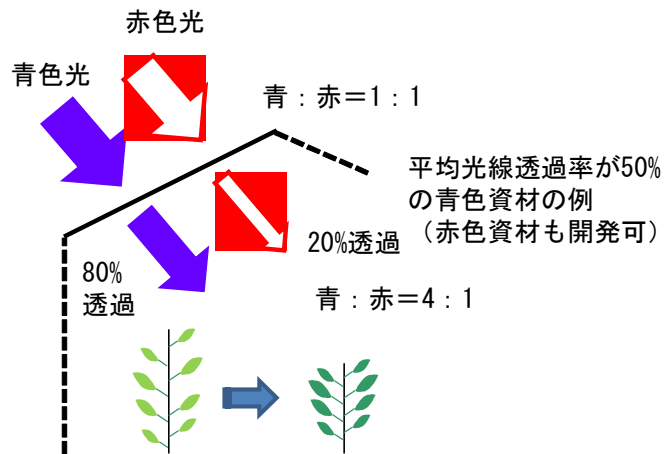 赤色光
青色光
青：赤＝1：1
平均光線透過率が50%
の青色資材の例
（赤色資材も開発可）
20%透過
80%
透過
青：赤＝4：1